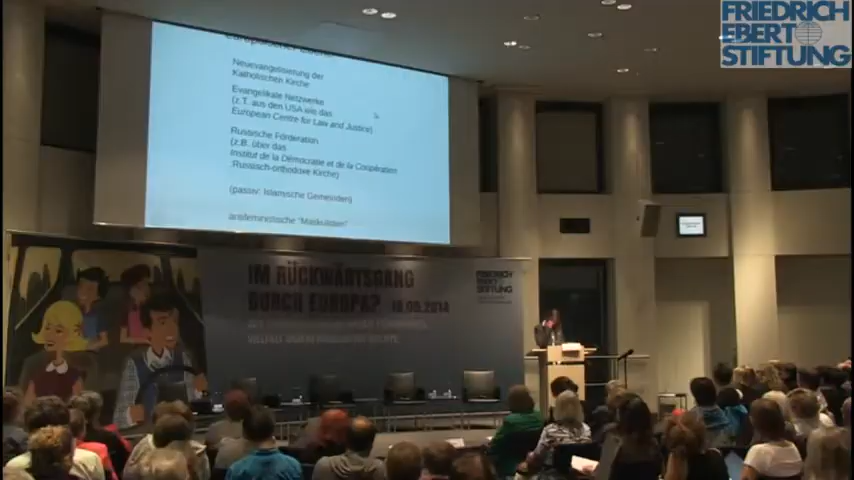 FRIEDRICH
EBERT
STIFTUNG
Europäischer
Neuevangelisierung der
Katholischen Kirche
Evangelikale Netzwerke
(z.T. aus den USA wie das
European Centre for Law and Justice)
Russische Förderation
(z.B. über das
Institut de la Démocratie et de la Coopération
Russisch-orthodoxe Kirche)
(passiv: Islamische Gemeinden)
antifeministische "Maskulisten"
IM RÜCKWÄRTSGANG
DURCH EUROPA? 16.05.2014
FRIEDRICH
EBERT
STIFTUNG